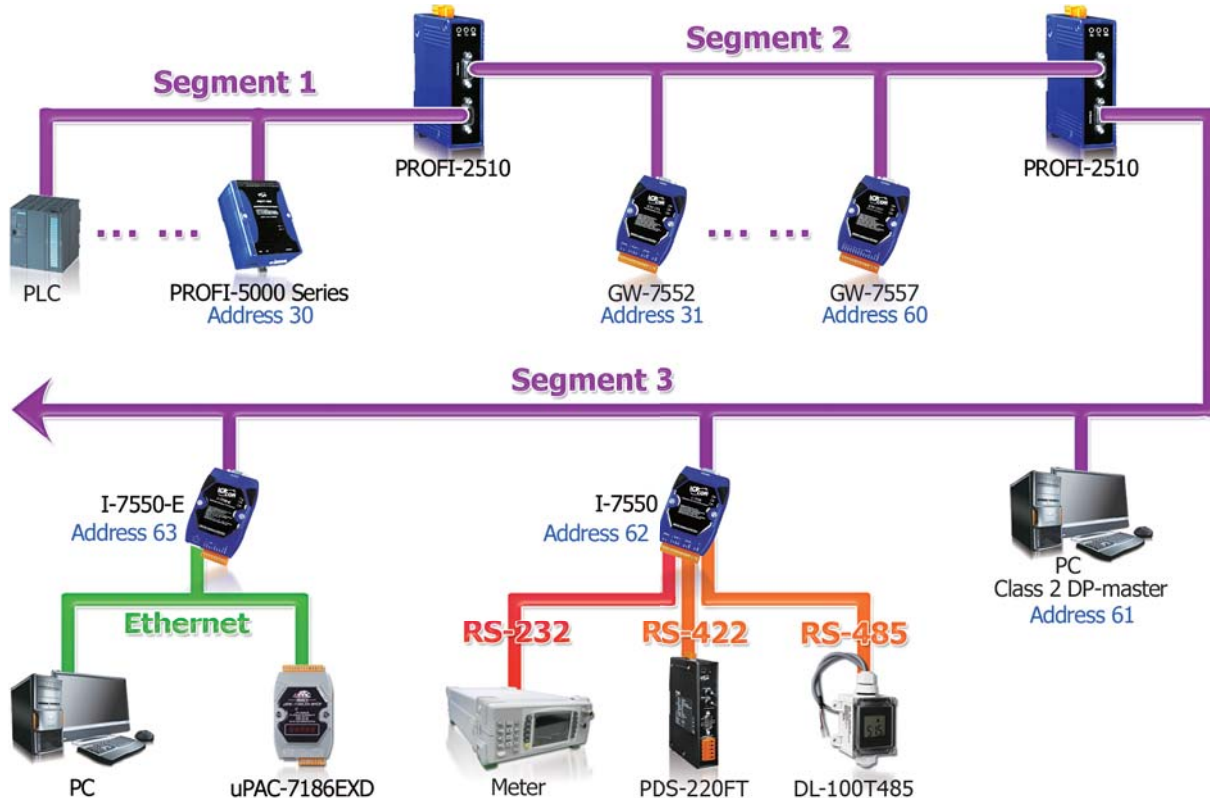 Segment 1
Segment 2
PROFI-2510
PROFI-2510
PLC
PROFI-5000 Series
Address 30
GW-7552
Address 31
GW-7557
Address 60
Segment 3
I-7550-E
Address 63
I-7550
Address 62
PC
Class 2 DP-master
Address 61
Ethernet
RS-232
RS-422
RS-485
PC
uPAC-7186EXD
Meter
PDS-220FT
DL-100T485